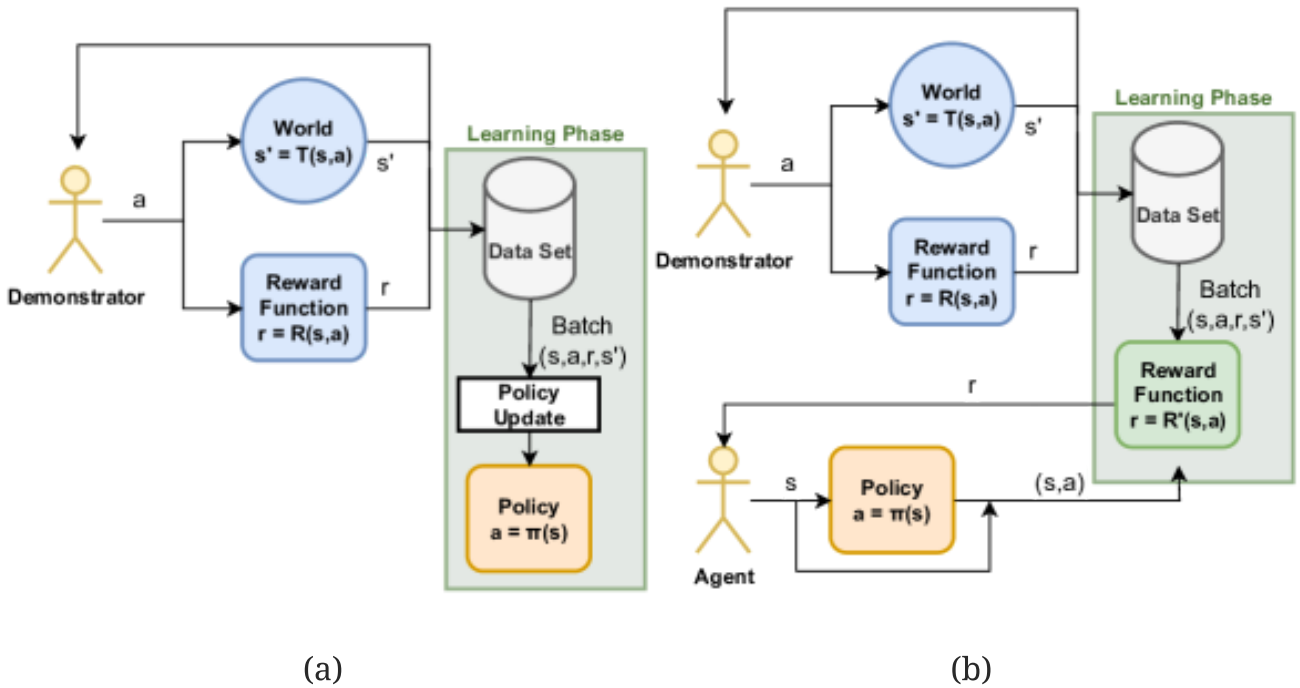 World
s' = T(s,a)
s'
Learning Phase
a
Data Set
Demonstrator
Reward
Function
r = R(s,a)
r
Batch
(s,a,r,s')
Policy
Update
Policy
a = π(s)
(a)
World
s' = T(s,a)
s'
Learning Phase
a
Data Set
Demonstrator
Reward
Function
r = R(s,a)
r
Batch
(s,a,r,s')
Reward
Function
r = R*(s,a)
r
s
Policy
a = π(s)
(s,a)
Agent
(b)